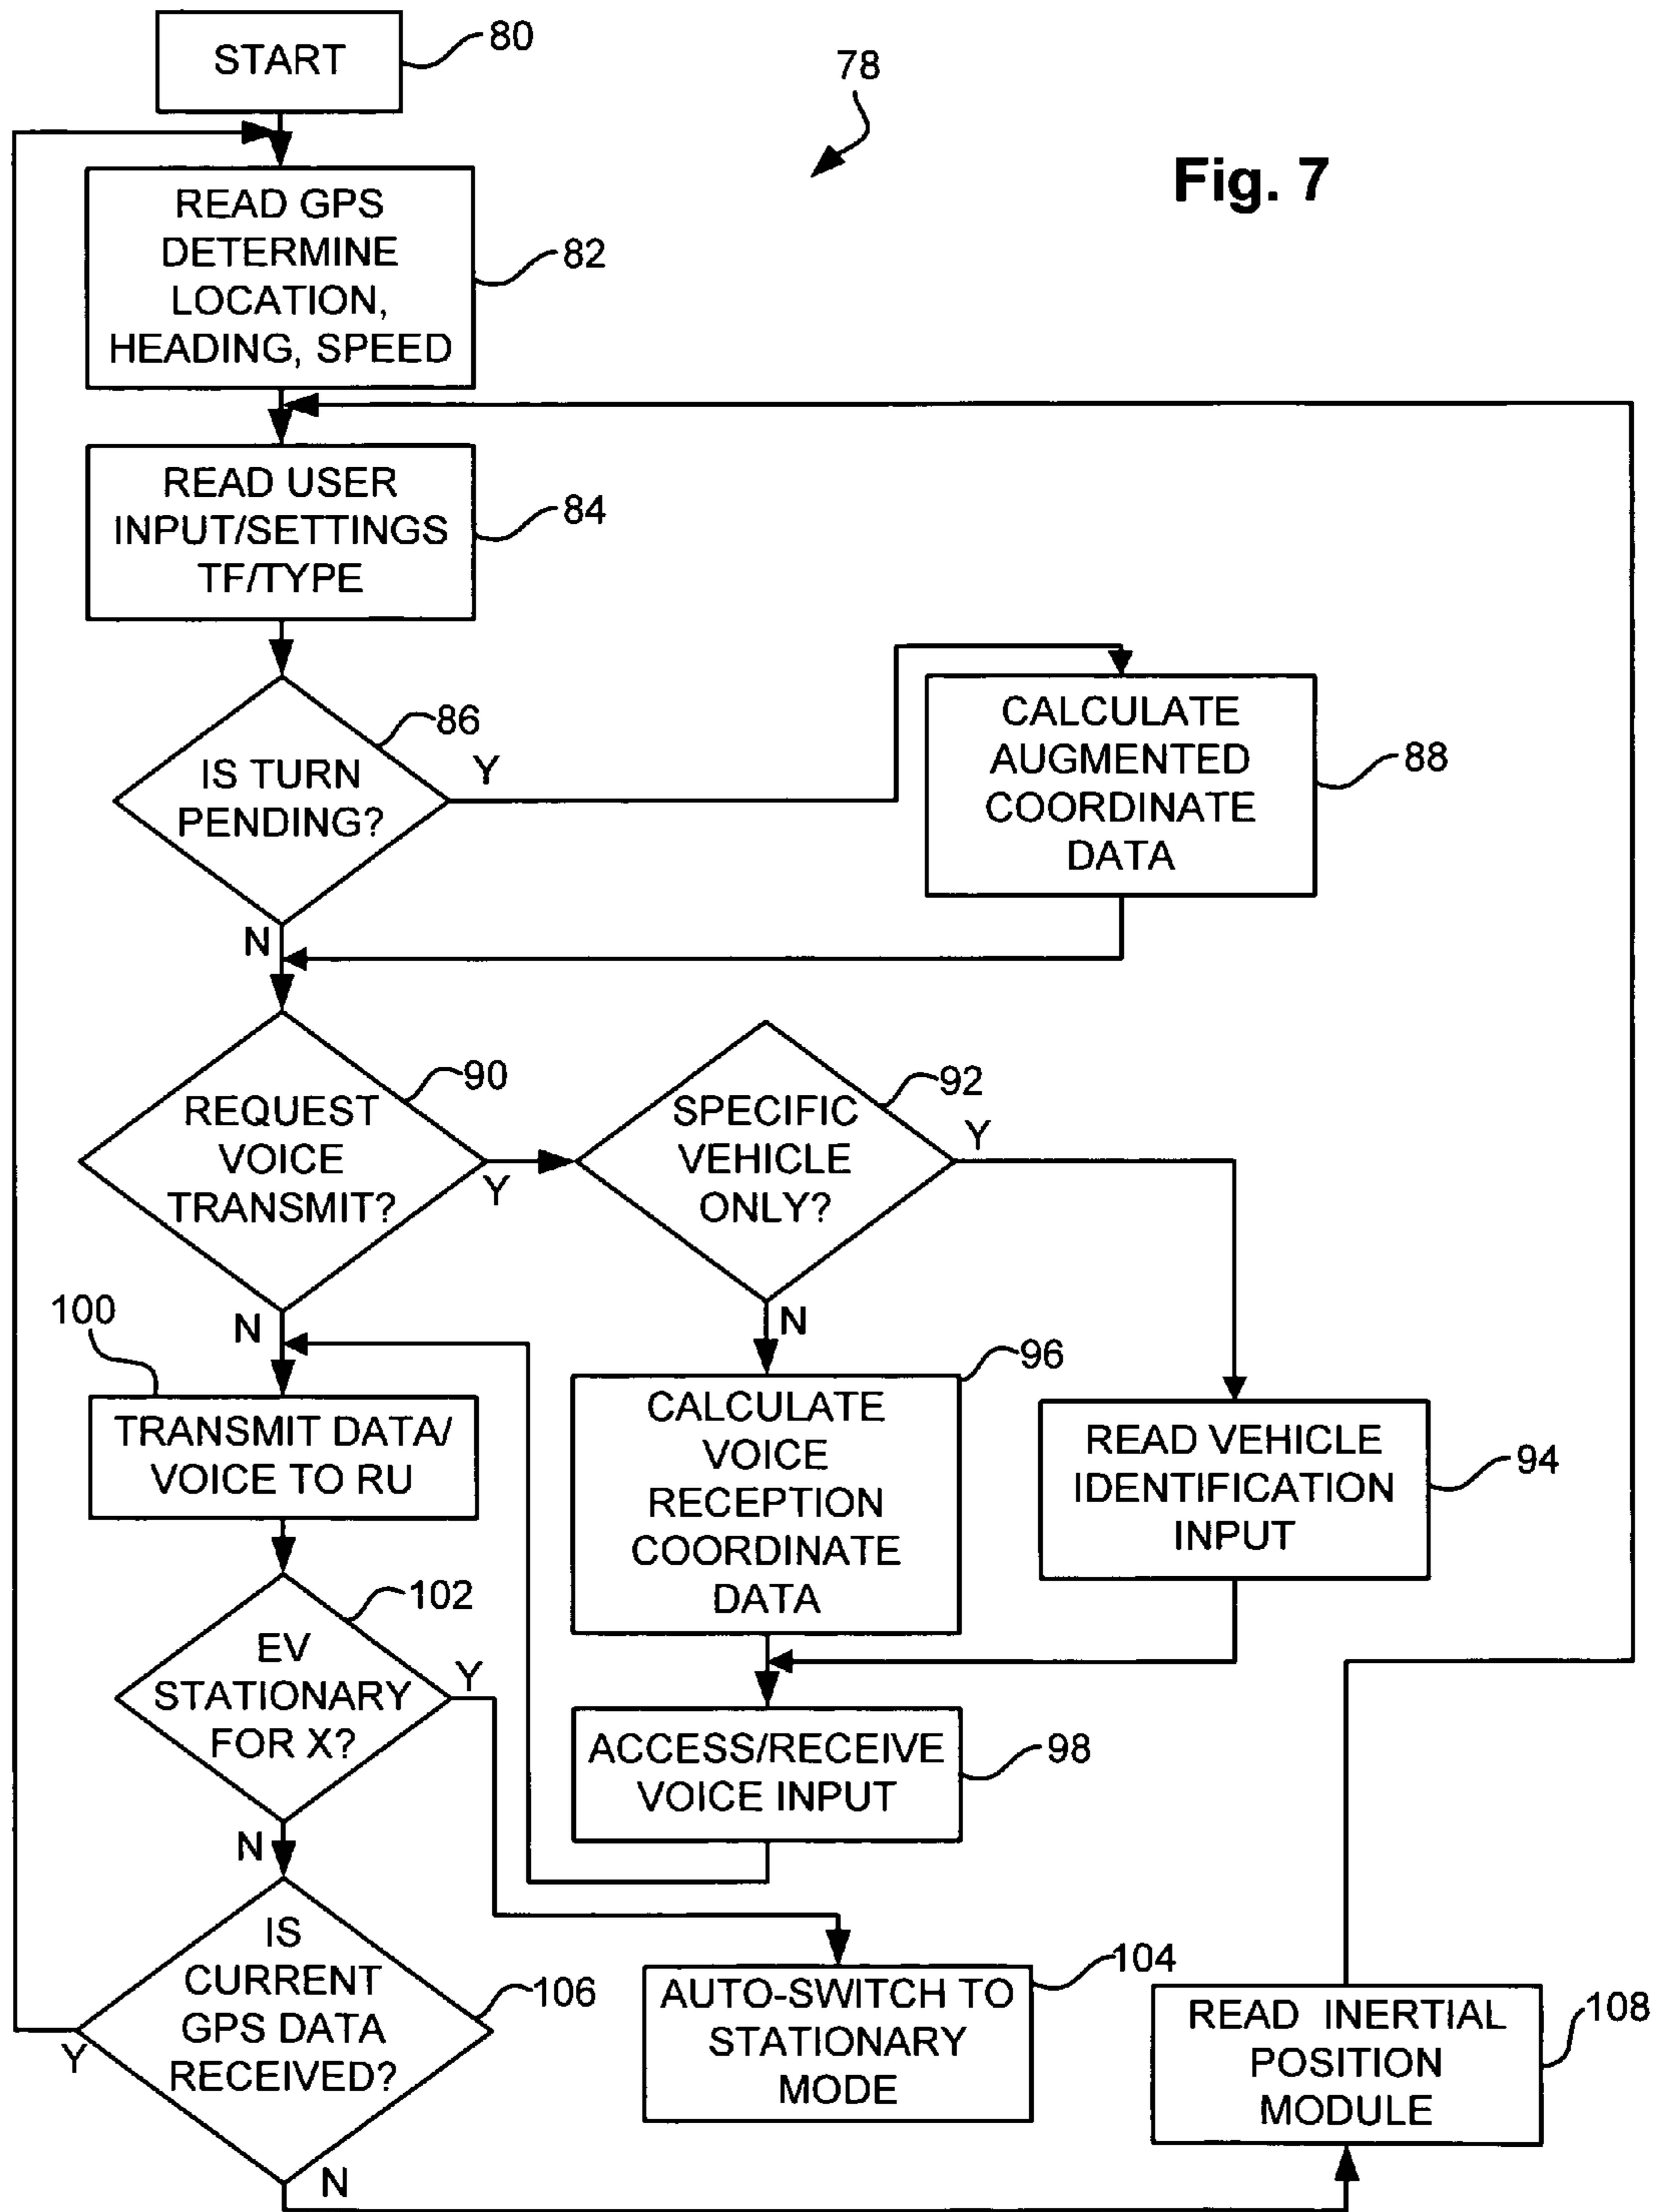 START
80
78
Fig. 7
READ GPS
DETERMINE
LOCATION,
HEADING, SPEED
82
READ USER
INPUT/SETTINGS
TF/TYPE
84
IS TURN
PENDING?
86
Y
N
CALCULATE
AUGMENTED
COORDINATE
DATA
88
REQUEST
VOICE
TRANSMIT?
90
Y
N
SPECIFIC
VEHICLE
ONLY?
92
Y
N
100
TRANSMIT DATA/
VOICE TO RU
CALCULATE
VOICE
RECEPTION
COORDINATE
DATA
96
READ VEHICLE
IDENTIFICATION
INPUT
94
EV
STATIONARY
FOR X?
102
Y
N
ACCESS/RECEIVE
VOICE INPUT
98
IS
CURRENT
GPS DATA
RECEIVED?
106
Y
N
AUTO-SWITCH TO
STATIONARY
MODE
104
READ INERTIAL
POSITION
MODULE
108